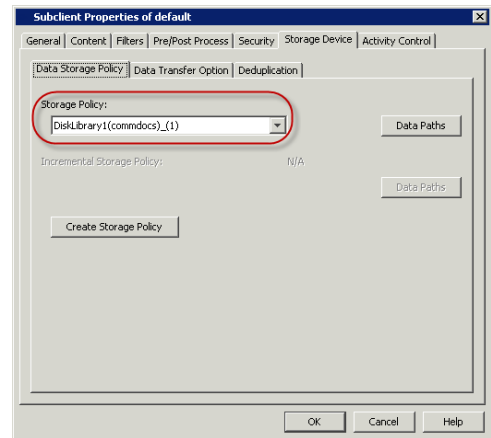 Subclient Properties of default
General Content Filters Pre/Post Process Security Storage Device Activity Control
Data Storage Policy Data Transfer Option Deduplication
Storage Policy:
DiskLibrary1(commdocs)_(1) Data Paths
Incremental Storage Policy: N/A
Data Paths
Create Storage Policy
OK Cancel Help